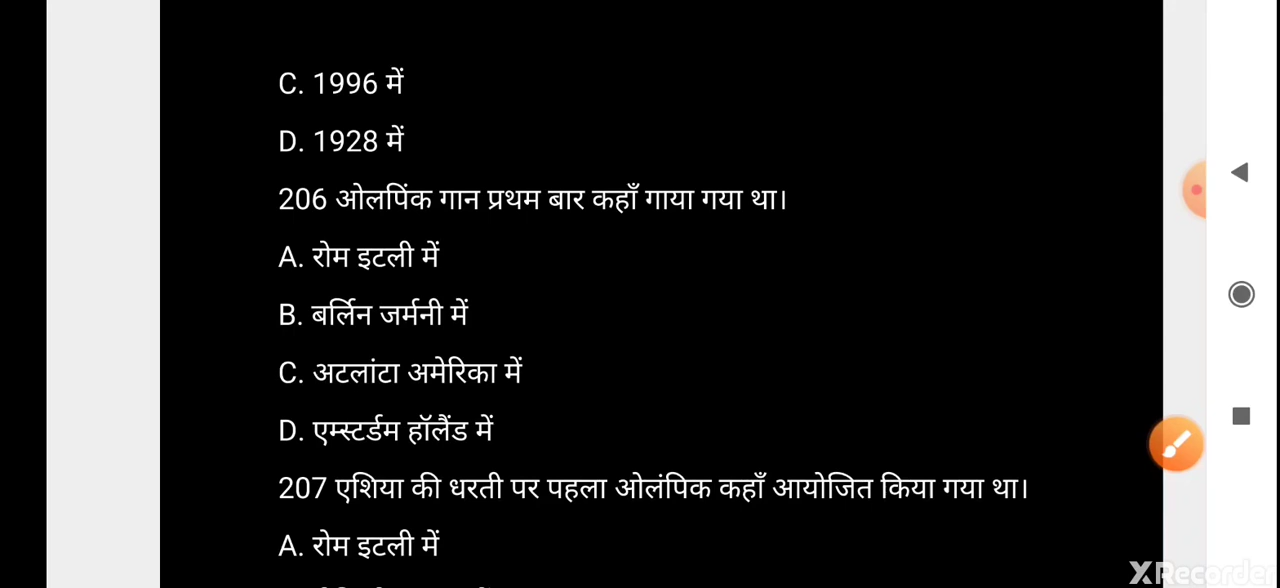 C. 1996 में
D. 1928 में
206 ओलपिंक गान प्रथम बार कहाँ गाया गया था।
A. रोम इटली में
B. बर्लिन जर्मनी में
C. अटलांटा अमेरिका में
D. एम्स्टर्डम हॉलैंड में
207 एशिया की धरती पर पहला ओलंपिक कहाँ आयोजित किया गया था।
A. रोम इटली में
XRecorder